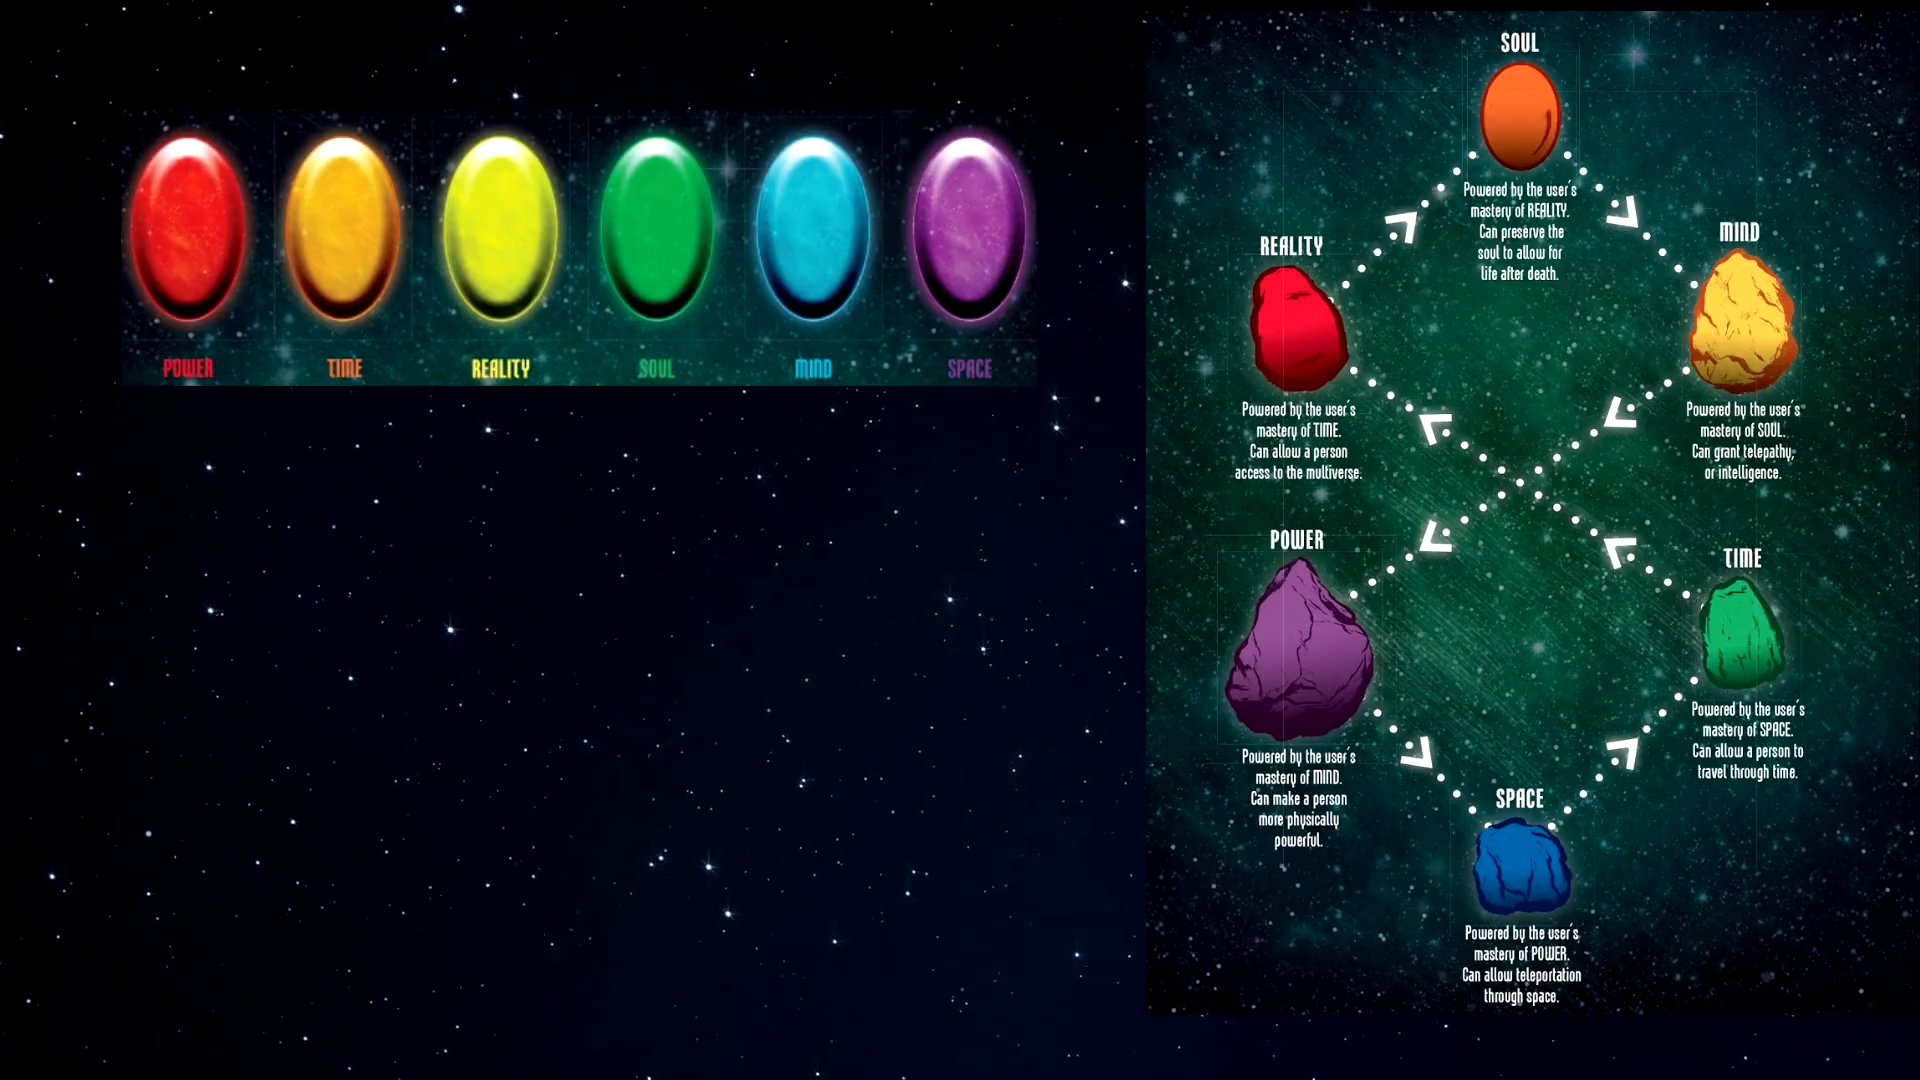 POWER
TIME
REALITY
SOUL
MIND
SPACE
SOUL
Powered by the user's
mastery of REALITY.
Can preserve the
soul to allow for
life after death.
REALITY
Powered by the user's
mastery of TIME.
Can allow a person
access to the multiverse.
MIND
Powered by the user's
mastery of SOUL.
Can grant telepathy,
or intelligence.
POWER
Powered by the user's
mastery of MIND.
Can make a person
more physically
powerful.
TIME
Powered by the user's
mastery of SPACE.
Can allow a person to
travel through time.
SPACE
Powered by the user's
mastery of POWER.
Can allow teleportation
through space.